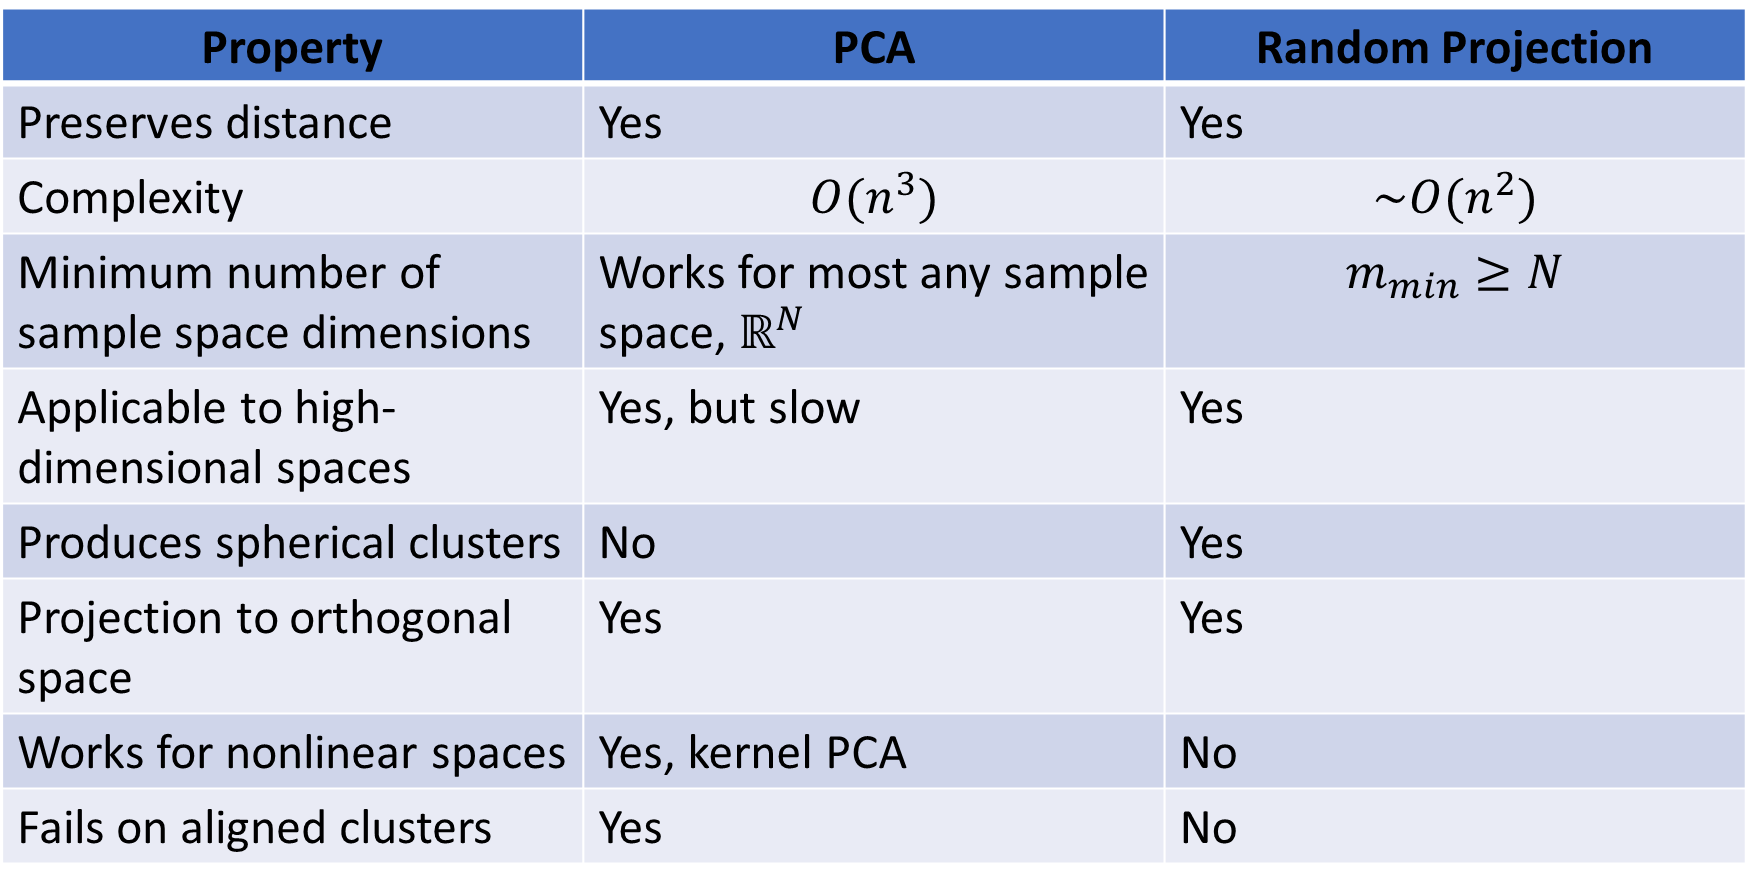 Property PCA Random Projection
Preserves distance Yes Yes
Complexity O(n³) ~O(n²)
Minimum number of Works for most any sample m_min ≥ N
sample space dimensions space, ℝᴺ
Applicable to high- Yes, but slow Yes
dimensional spaces
Produces spherical clusters No Yes
Projection to orthogonal Yes Yes
space
Works for nonlinear spaces Yes, kernel PCA No
Fails on aligned clusters Yes No